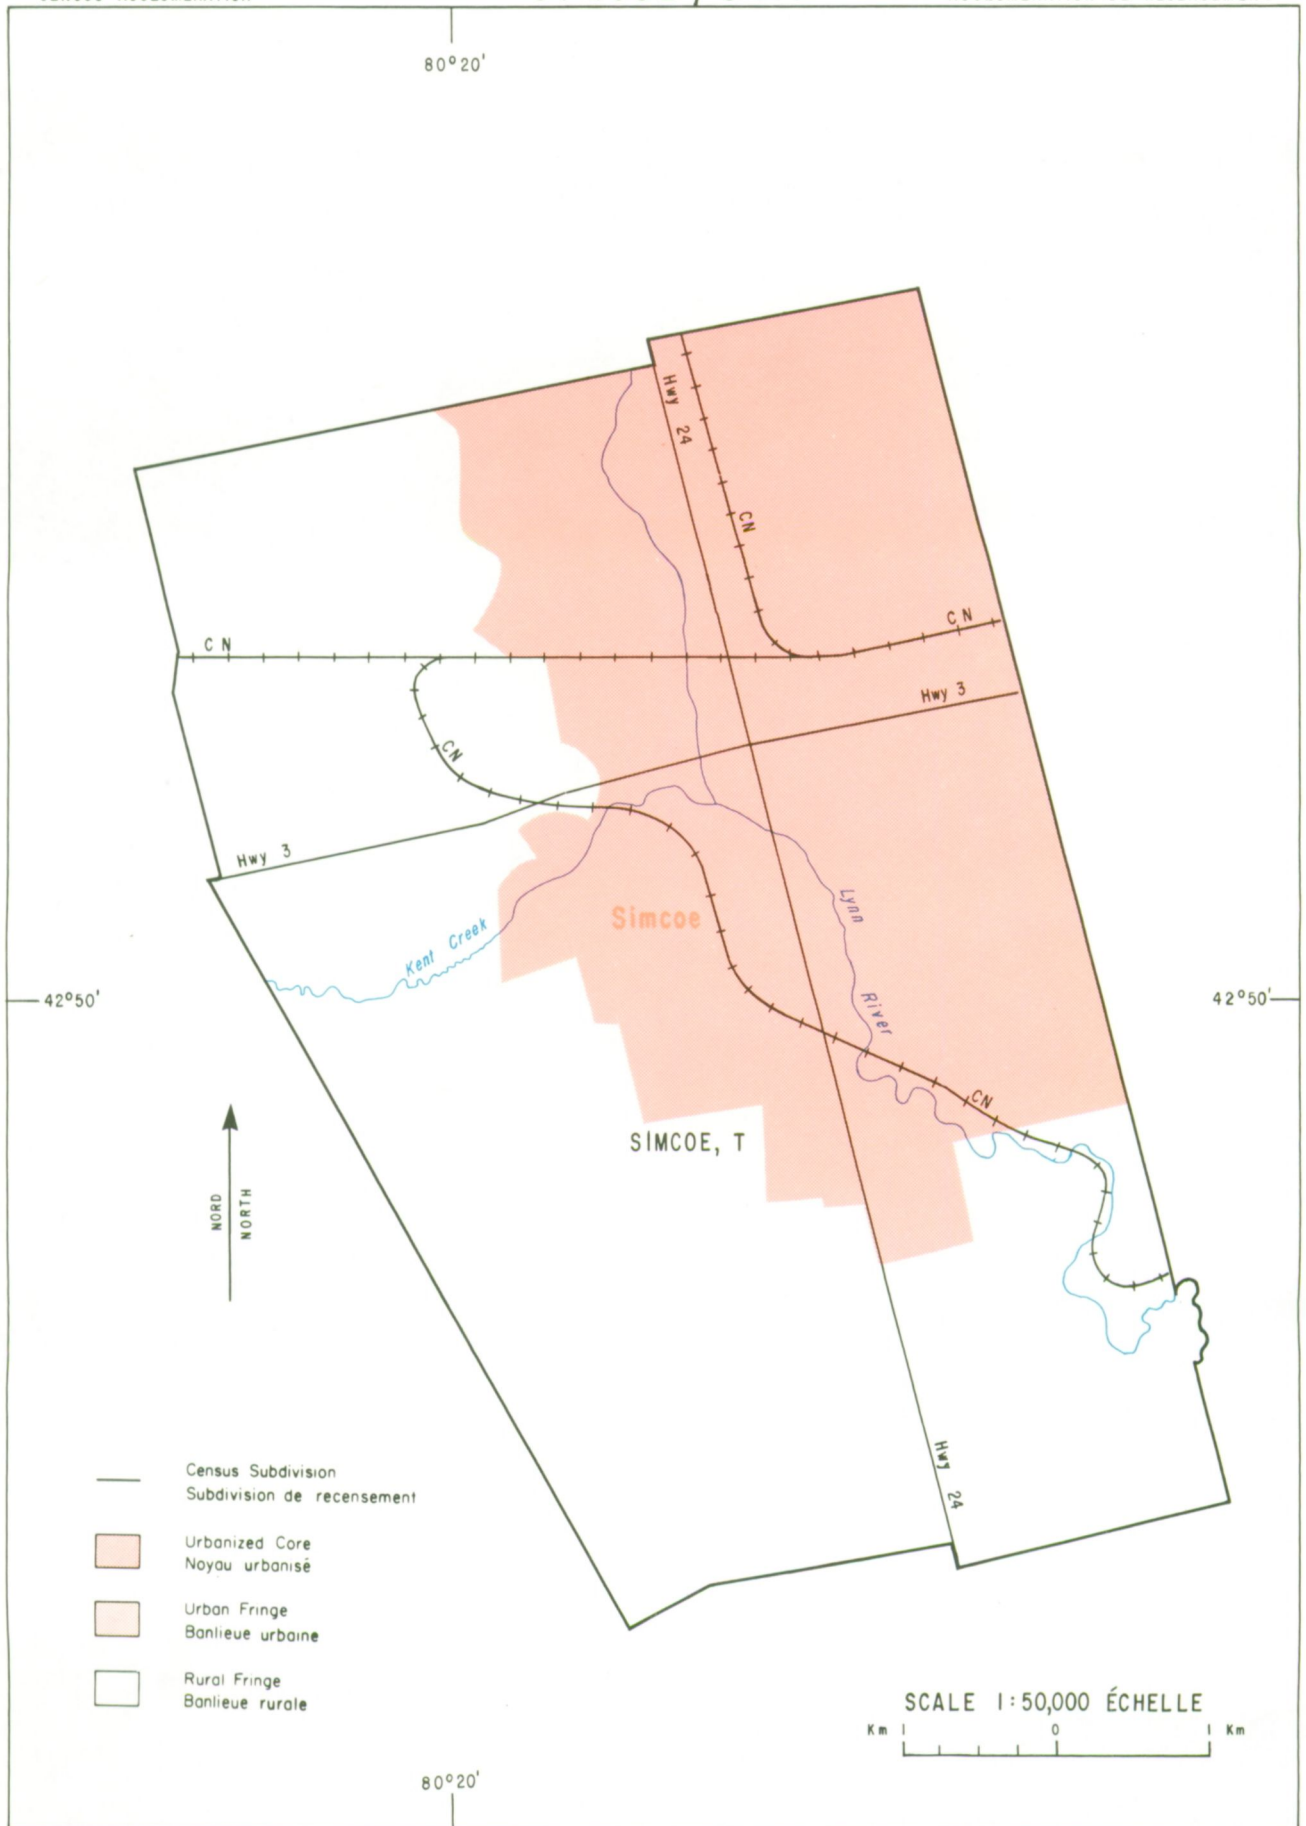 80°20'
Hwy 24
CN
CN
CN
Hwy 3
CN
Hwy 3
Lynn River
Simcoe
Kent Creek
42°50'
42°50'
CN
SIMCOE, T
NORD
NORTH
Hwy 24
Census Subdivision
Subdivision de recensement
Urbanized Core
Noyau urbanisé
Urban Fringe
Banlieue urbaine
Rural Fringe
Banlieue rurale
SCALE 1:50,000 ÉCHELLE
Km 1 0 1 Km
80°20'